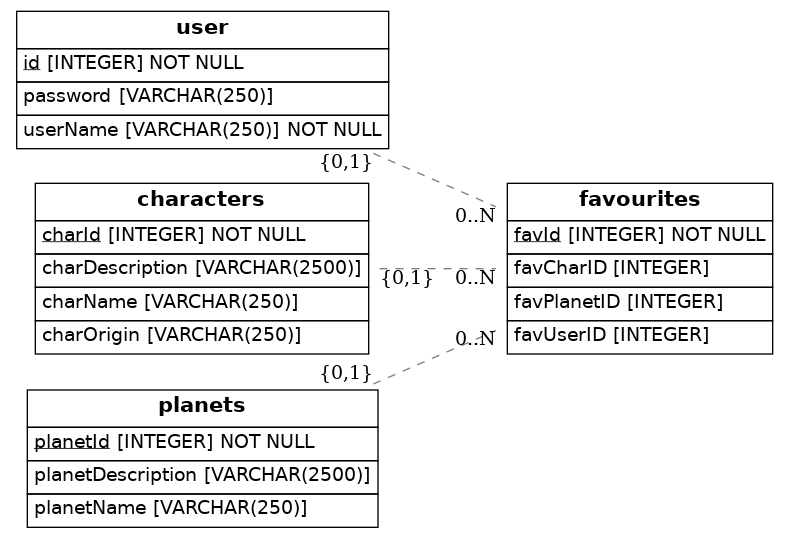 user
id [INTEGER] NOT NULL
password [VARCHAR(250)]
userName [VARCHAR(250)] NOT NULL
{0,1}
0..N
characters
charId [INTEGER] NOT NULL
charDescription [VARCHAR(2500)]
charName [VARCHAR(250)]
charOrigin [VARCHAR(250)]
{0,1}
0..N
favourites
favId [INTEGER] NOT NULL
favCharID [INTEGER]
favPlanetID [INTEGER]
favUserID [INTEGER]
0..N
{0,1}
planets
planetId [INTEGER] NOT NULL
planetDescription [VARCHAR(2500)]
planetName [VARCHAR(250)]